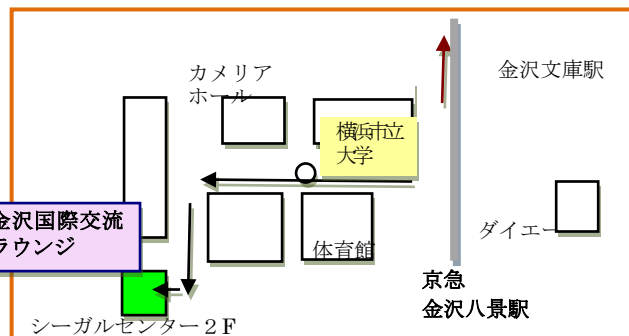 カメリア
ホール
金沢文庫駅
横浜市立
大学
金沢国際交流
ラウンジ
ダイエー
体育館
京急
金沢八景駅
シーガルセンター２F